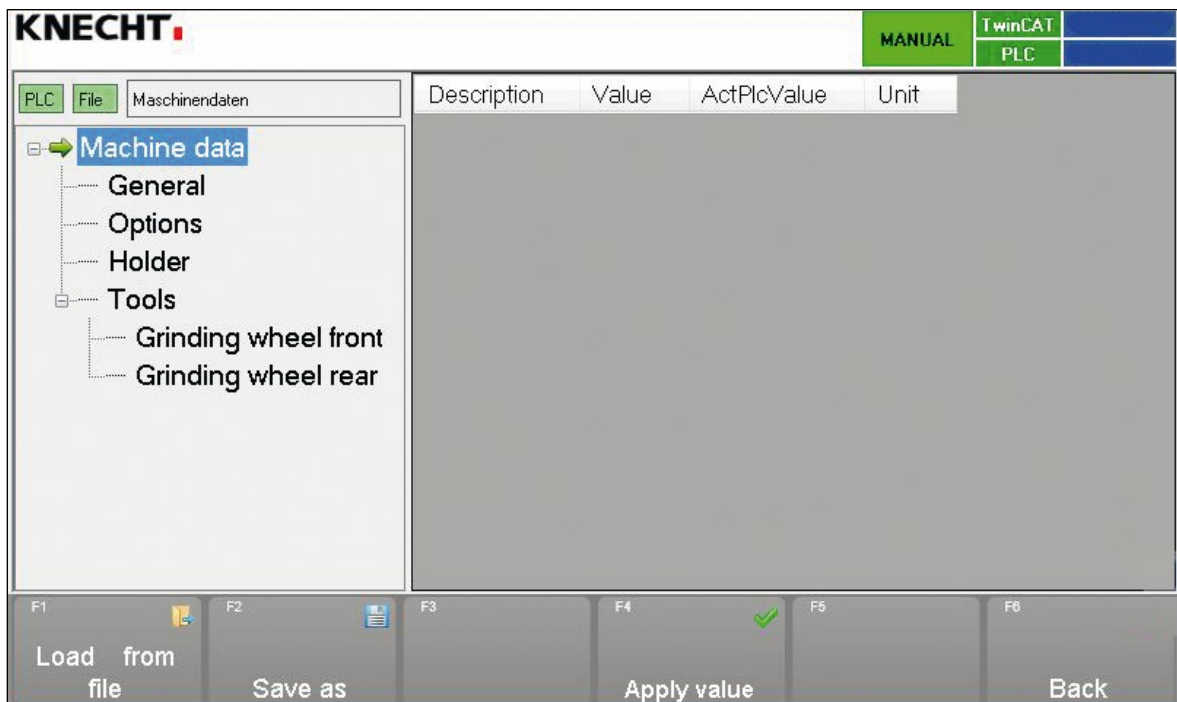 KNECHT
MANUAL
TwinCAT
PLC
PLC File Maschinendaten
Description Value ActPlcValue Unit
Machine data
General
Options
Holder
Tools
Grinding wheel front
Grinding wheel rear
F1 F2 F3 F4 F5 F6
Load from
file Save as Apply value Back